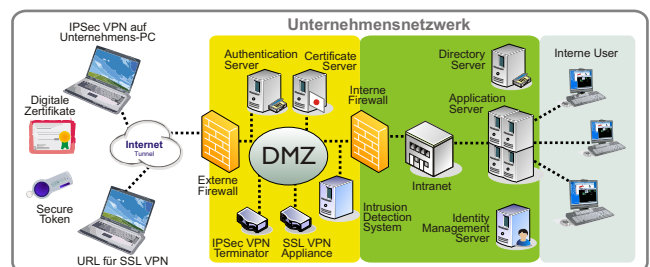 Unternehmensnetzwerk
IPSec VPN auf
Unternehmens-PC
Digitale
Zertifikate
Internet
Tunnel
Secure
Token
URL für SSL VPN
Authentication
Server
Certificate
Server
Externe
Firewall
DMZ
IPSec VPN
Terminator
SSL VPN
Appliance
Interne
Firewall
Intrusion
Detection
System
Intranet
Directory
Server
Application
Server
Identity
Management
Server
Interne User